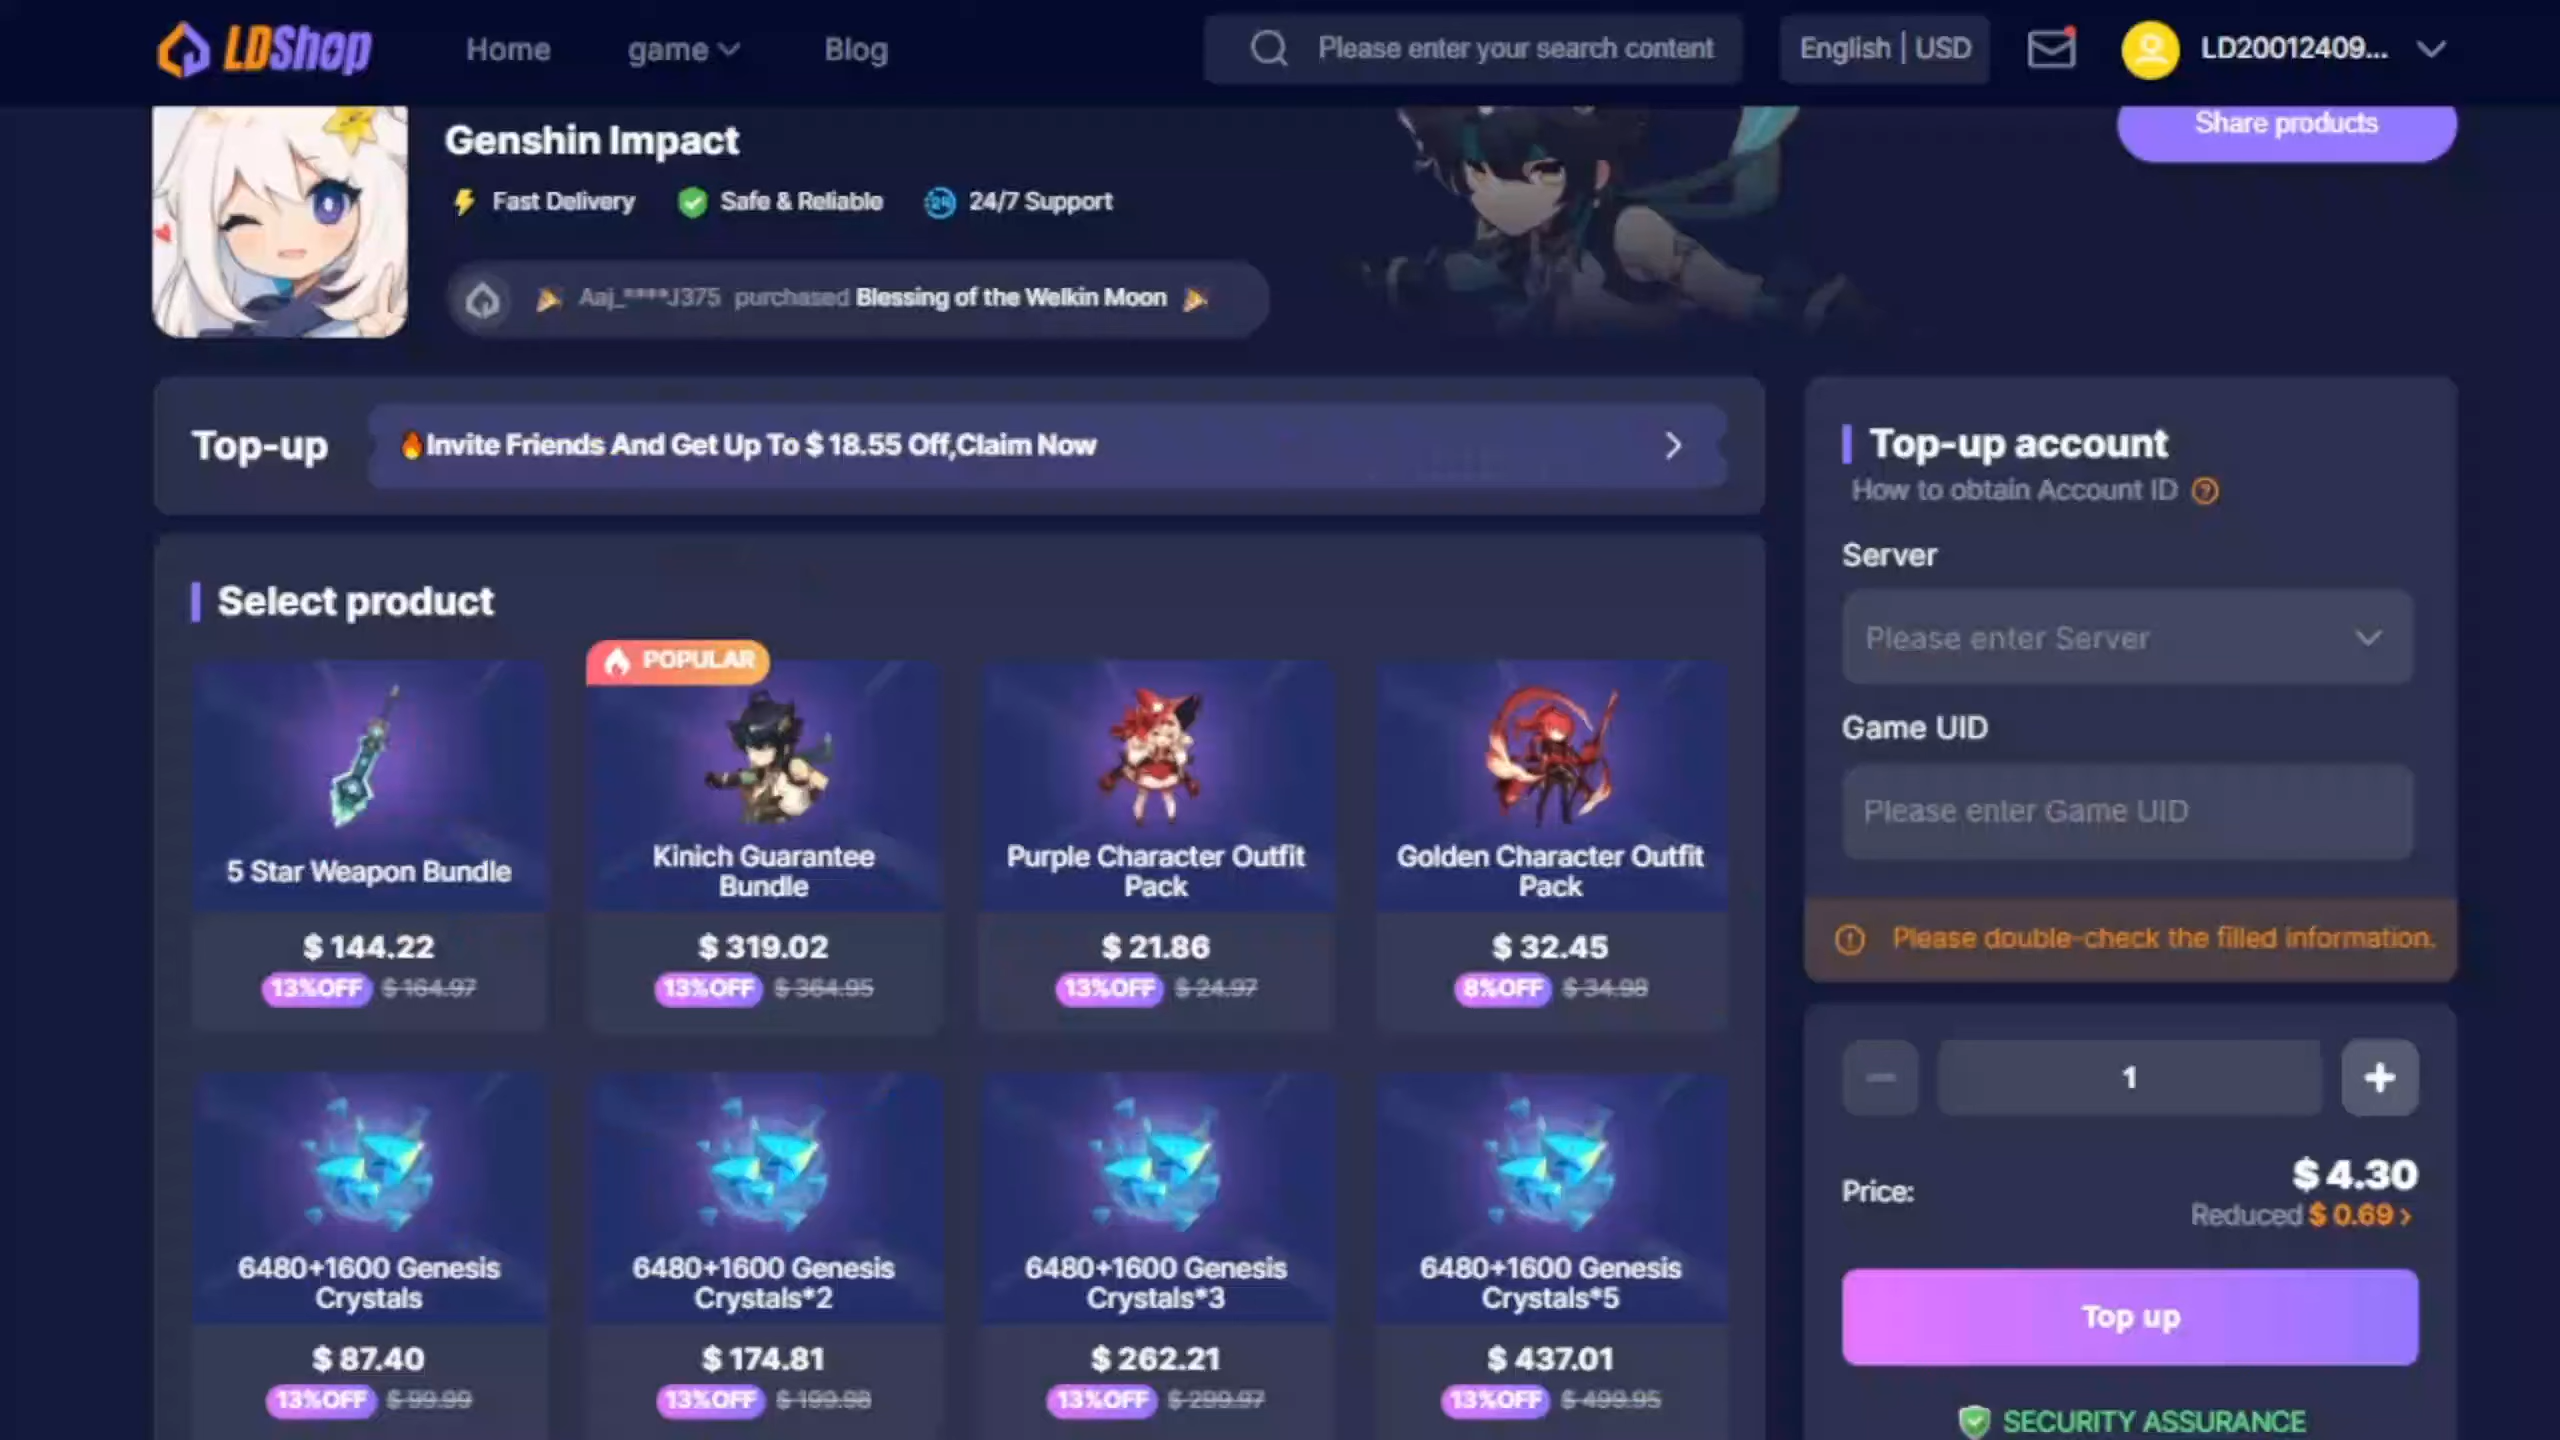 LDShop
Home
game
Blog
Please enter your search content
English | USD
LD20012409...
Genshin Impact
Share products
Fast Delivery
Safe & Reliable
24/7 Support
Aaj_****J375 purchased Blessing of the Welkin Moon
Top-up
Invite Friends And Get Up To $ 18.55 Off,Claim Now
Select product
POPULAR
5 Star Weapon Bundle
$ 144.22
13%OFF $ 164.97
Kinich Guarantee
Bundle
$ 319.02
13%OFF $ 364.95
Purple Character Outfit
Pack
$ 21.86
13%OFF $ 24.97
Golden Character Outfit
Pack
$ 32.45
8%OFF $ 34.98
6480+1600 Genesis
Crystals
$ 87.40
13%OFF $ 99.99
6480+1600 Genesis
Crystals*2
$ 174.81
13%OFF $ 199.98
6480+1600 Genesis
Crystals*3
$ 262.21
13%OFF $ 299.97
6480+1600 Genesis
Crystals*5
$ 437.01
13%OFF $ 499.95
Top-up account
How to obtain Account ID ?
Server
Please enter Server
Game UID
Please enter Game UID
Please double-check the filled information.
1
Price:
$ 4.30
Reduced $ 0.69 >
Top up
SECURITY ASSURANCE